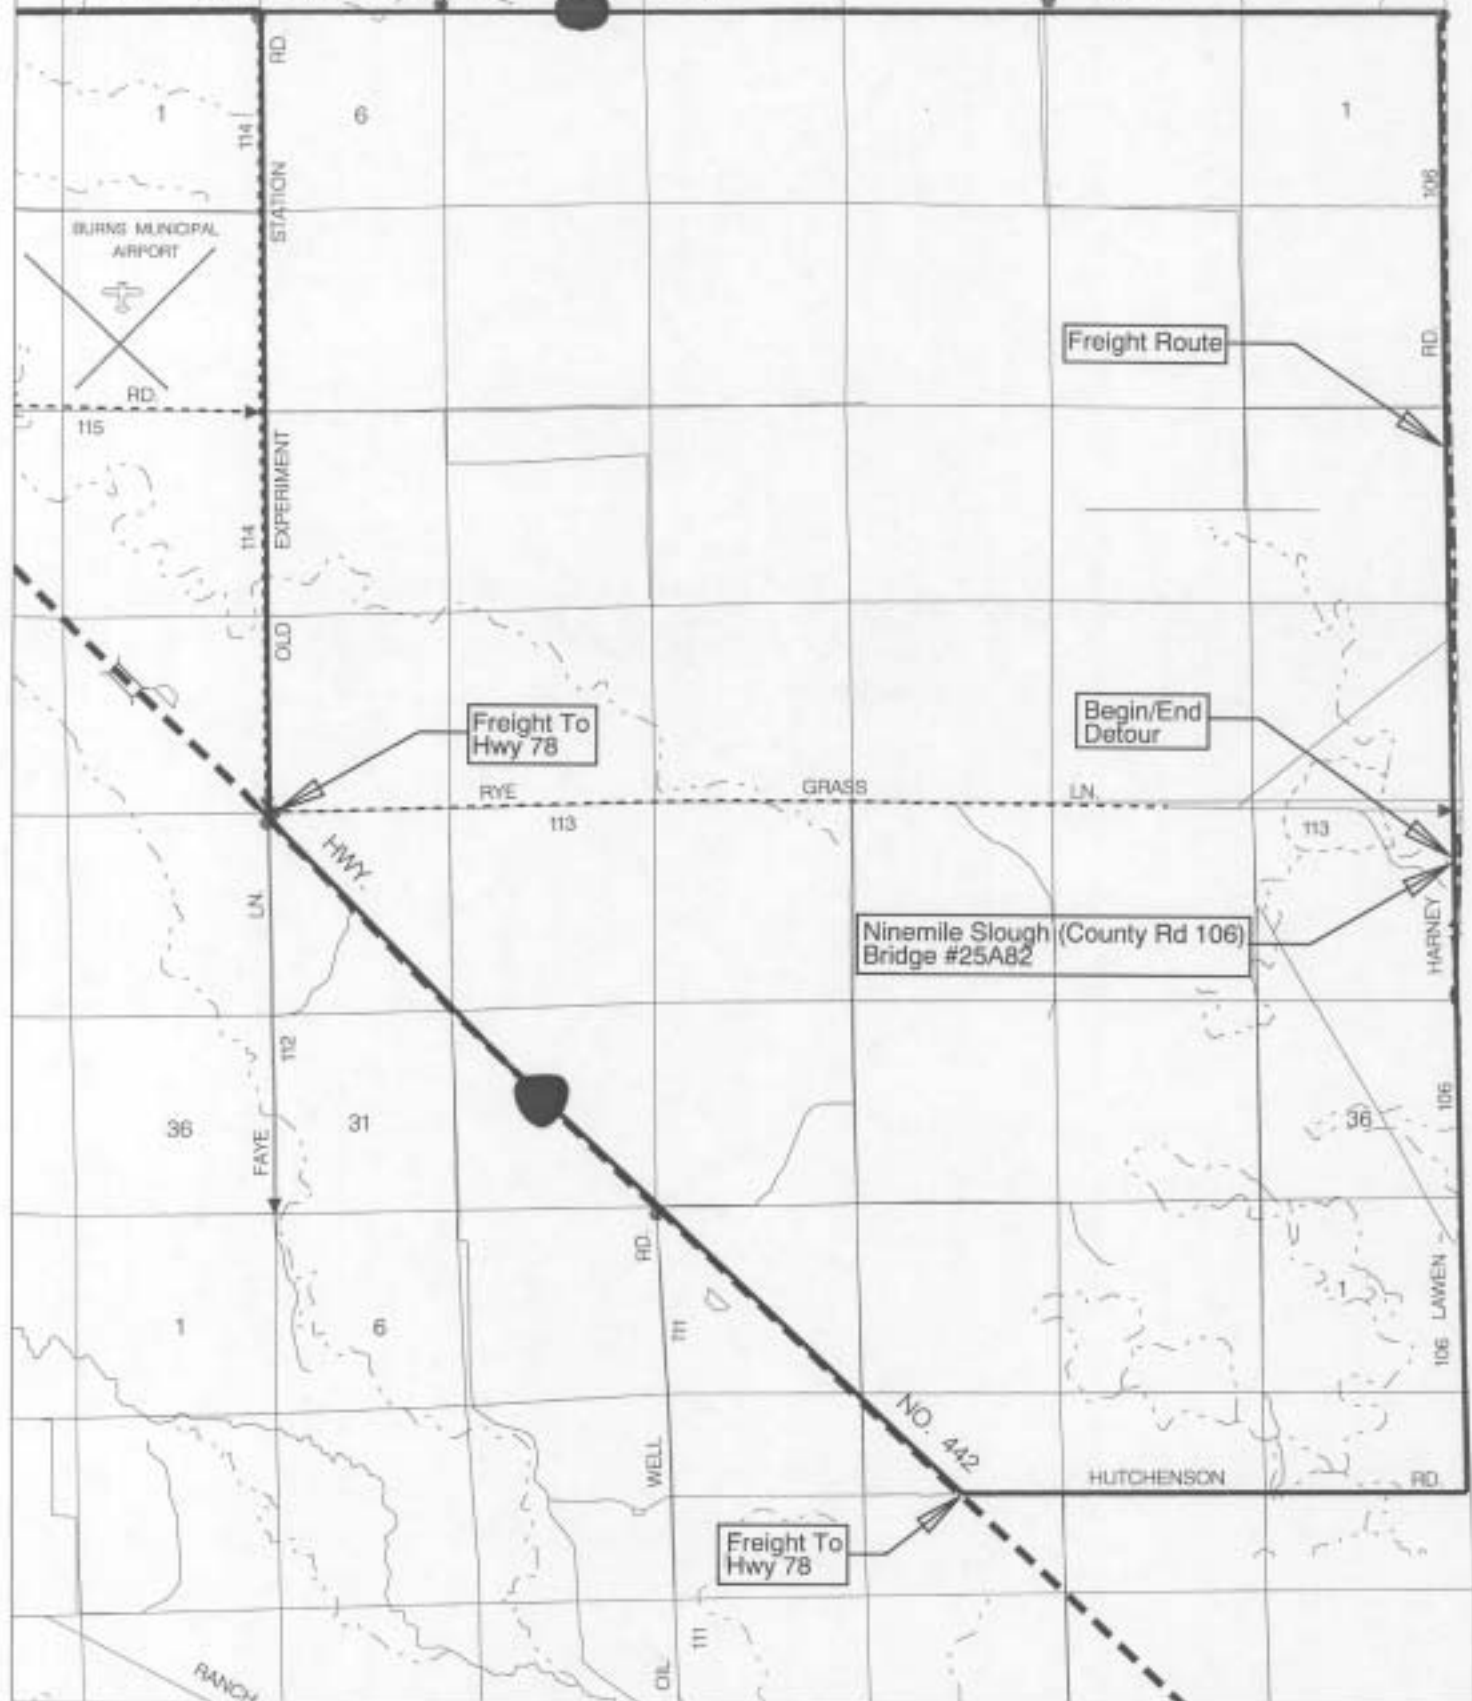 RD.
1
6
1
114
106
STATION
BURNS MUNICIPAL
AIRPORT
Freight Route
RD.
RD.
115
EXPERIMENT
114
OLD
Freight To
Hwy 78
Begin/End
Detour
RYE
GRASS
LN.
113
113
HWY.
LN.
Ninemile Slough (County Rd 106)
Bridge #25A82
HARNEY
112
36
31
FAYE
106
36
RD.
LAWEN
1
1
6
111
106
NO. 442
WELL
HUTCHENSON
RD.
Freight To
Hwy 78
111
OIL
RANCH